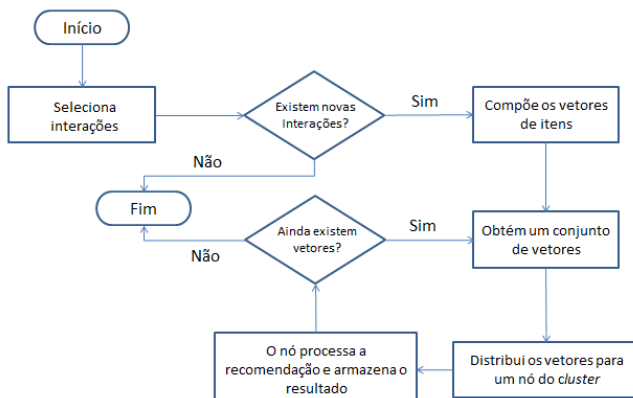 Início
Seleciona
interações
Existem novas
Interações?
Sim
Compõe os vetores
de itens
Não
Fim
Ainda existem
vetores?
Sim
Não
Obtém um conjunto
de vetores
O nó processa a
recomendação e armazena o
resultado
Distribui os vetores para
um nó do cluster